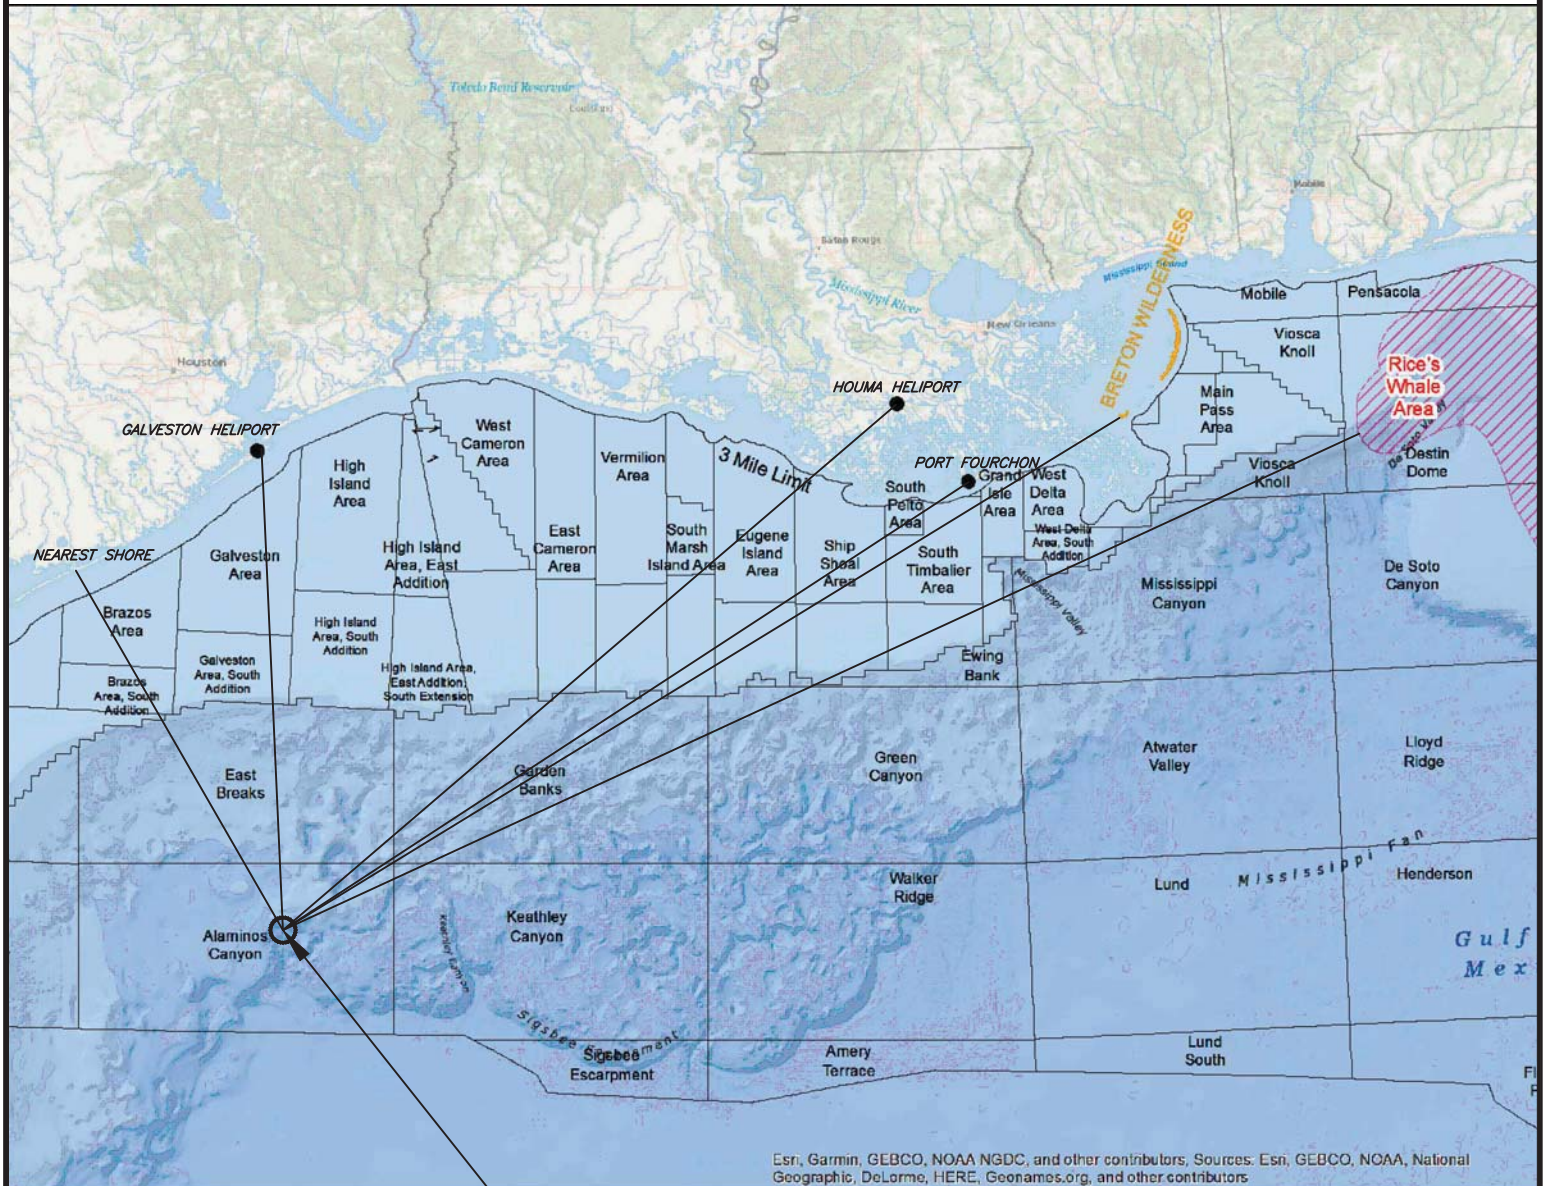 Toledo Bend Reservoir
Louisiana
Mobile
Baton Rouge
BRETON WILDERNESS
Mississippi Sound
Mississippi River
Mobile
Pensacola
New Orleans
Viosca
Knoll
Houston
Rice's
Whale
Area
HOUMA HELIPORT
Main
Pass
Area
GALVESTON HELIPORT
West
Cameron
Area
3 Mile Limit
Vermilion
Area
High
Island
Area
PORT FOURCHON
Grand
Isle
Area
West
Delta
Area
Viosca
Knoll
Destin
Dome
South
Pelto
Area
NEAREST SHORE
Galveston
Area
High Island
Area, East
Addition
East
Cameron
Area
South
Marsh
Island Area
Eugene
Island
Area
Ship
Shoal
Area
South
Timbalier
Area
West Delta
Area, South
Addition
Mississippi Valley
Mississippi
Canyon
De Soto
Canyon
Brazos
Area
High Island
Area, South
Addition
Galveston
Area, South
Addition
High Island Area,
East Addition,
South Extension
Brazos
Area, South
Addition
Ewing
Bank
East
Breaks
Garden
Banks
Green
Canyon
Atwater
Valley
Lloyd
Ridge
Mississippi Fan
Walker
Ridge
Lund
Henderson
Alaminos
Canyon
Keathley Canyon
Keathley
Canyon
Gulf
Mex
Sigsbee Escarpment
Sigsbee
Escarpment
Amery
Terrace
Lund
South
Fl
Esri, Garmin, GEBCO, NOAA NGDC, and other contributors, Sources: Esri, GEBCO, NOAA, National
Geographic, DeLorme, HERE, Geonames.org, and other contributors